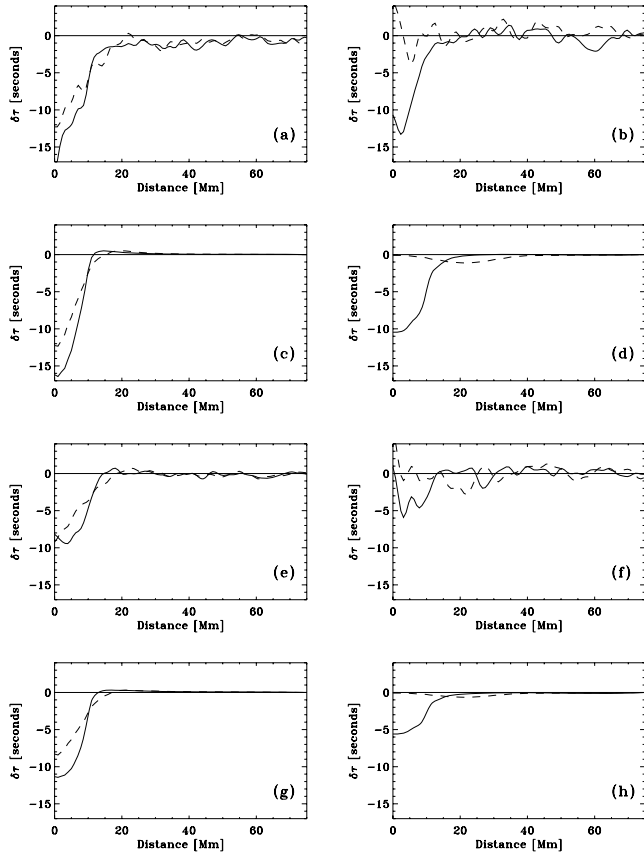 0
-5
-10
-15
δτ [seconds]
(a)
0 20 40 60
Distance [Mm]
0
-5
-10
-15
δτ [seconds]
(b)
0 20 40 60
Distance [Mm]
0
-5
-10
-15
δτ [seconds]
(c)
0 20 40 60
Distance [Mm]
0
-5
-10
-15
δτ [seconds]
(d)
0 20 40 60
Distance [Mm]
0
-5
-10
-15
δτ [seconds]
(e)
0 20 40 60
Distance [Mm]
0
-5
-10
-15
δτ [seconds]
(f)
0 20 40 60
Distance [Mm]
0
-5
-10
-15
δτ [seconds]
(g)
0 20 40 60
Distance [Mm]
0
-5
-10
-15
δτ [seconds]
(h)
0 20 40 60
Distance [Mm]